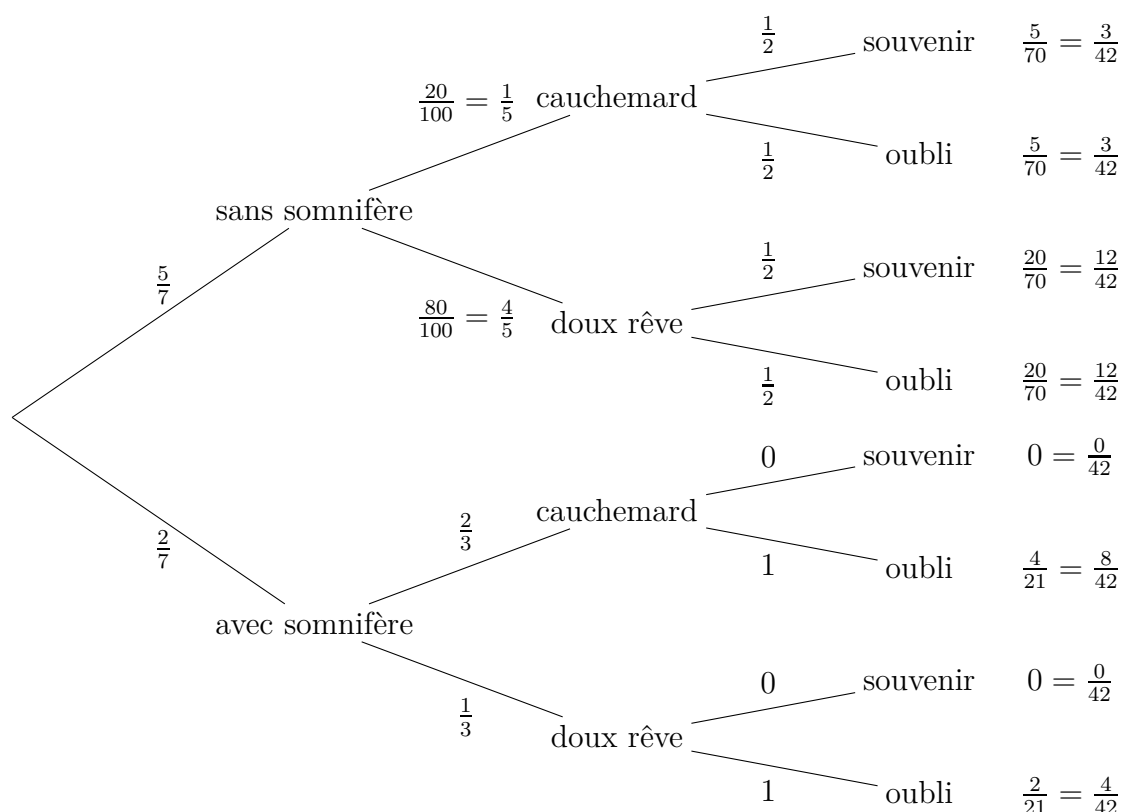 1/2 souvenir 5/70 = 3/42
20/100 = 1/5 cauchemard
1/2 oubli 5/70 = 3/42
sans somnifère
5/7
1/2 souvenir 20/70 = 12/42
80/100 = 4/5 doux rêve
1/2 oubli 20/70 = 12/42
0 souvenir 0 = 0/42
2/3 cauchemard
2/7
1 oubli 4/21 = 8/42
avec somnifère
0 souvenir 0 = 0/42
1/3 doux rêve
1 oubli 2/21 = 4/42